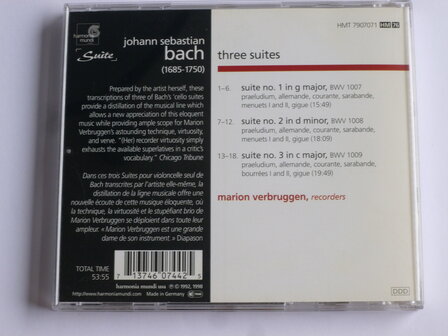 harmonia
mundi
Suite
johann sebastian
bach
(1685-1750)
Prepared by the artist herself, these
transcriptions of three of Bach's 'cello suites
provide a distillation of the musical line which
allows a new appreciation of this eloquent
music while providing ample scope for Marion
Verbruggen's astounding technique, virtuosity,
and verve. "(Her) recorder virtuosity simply
exhausts the available superlatives in a critic's
vocabulary." Chicago Tribune
Dans ces trois Suites pour violoncelle seul de
Bach transcrites par l'artiste elle-même, la
distillation de la ligne musicale offre une
nouvelle écoute de cette musique éloquente, où
la technique, la virtuosité et le stupéfiant brio de
Marion Verbruggen se déploient dans toute leur
ampleur. « Marion Verbruggen est une grande
dame de son instrument. » Diapason
TOTAL TIME
53:55
7 13746 07442 5
http://www.harmoniamundi.com Made in Germany
harmonia mundi usa ℗ © 1992, 1998
HMT 7907071 HM 76
three suites
1–6. suite no. 1 in g major, BWV 1007
praeludium, allemande, courante, sarabande,
menuets I and II, gigue (15:49)
7–12. suite no. 2 in d minor, BWV 1008
praeludium, allemande, courante, sarabande,
menuets I and II, gigue (18:09)
13–18. suite no. 3 in c major, BWV 1009
praeludium, allemande, courante, sarabande,
bourrées I and II, gigue (19:49)
marion verbruggen, recorders
DDD